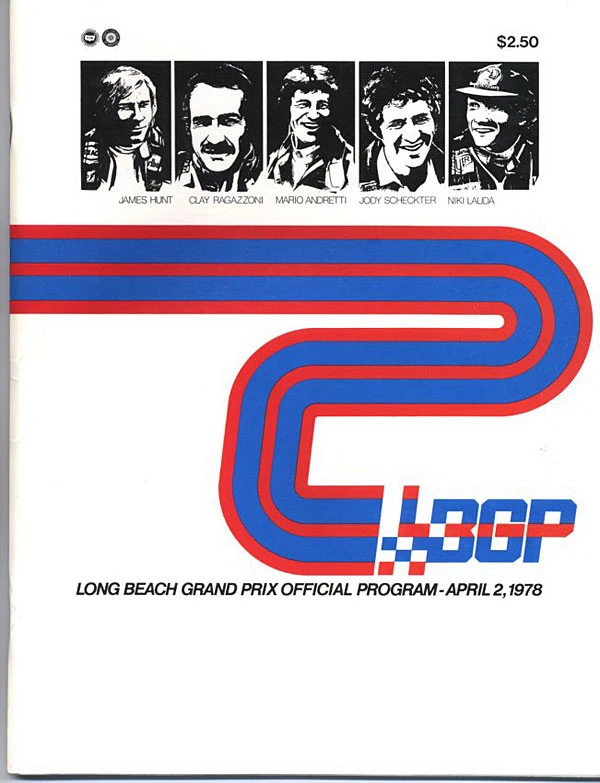 $2.50
JAMES HUNT CLAY RAGAZZONI MARIO ANDRETTI JODY SCHECKTER NIKI LAUDA
LBGP
LONG BEACH GRAND PRIX OFFICIAL PROGRAM-APRIL 2, 1978